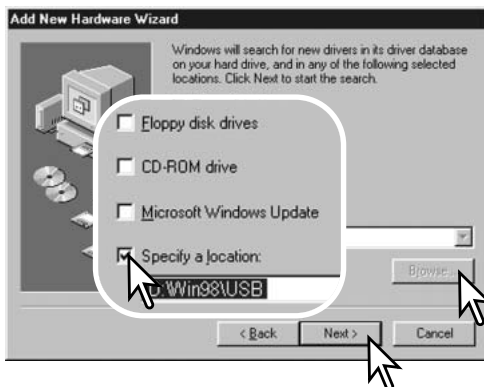 Add New Hardware Wizard
Windows will search for new drivers in its driver database
on your hard drive, and in any of the following selected
locations. Click Next to start the search.
Floppy disk drives
CD-ROM drive
Microsoft Windows Update
Specify a location:
:\Win98\USB
Browse...
< Back Next > Cancel